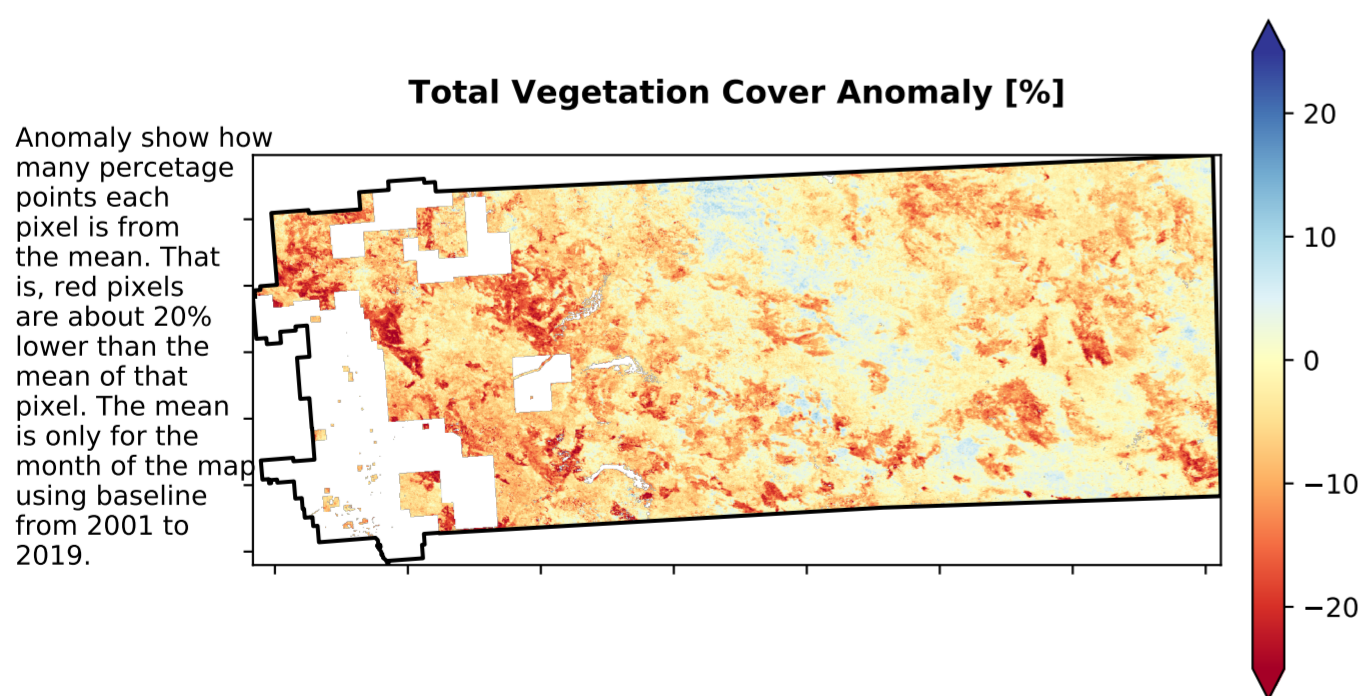 Total Vegetation Cover Anomaly [%]
Anomaly show how
many percetage
points each
pixel is from
the mean. That
is, red pixels
are about 20%
lower than the
mean of that
pixel. The mean
is only for the
month of the map
using baseline
from 2001 to
2019.
20
10
0
−10
−20